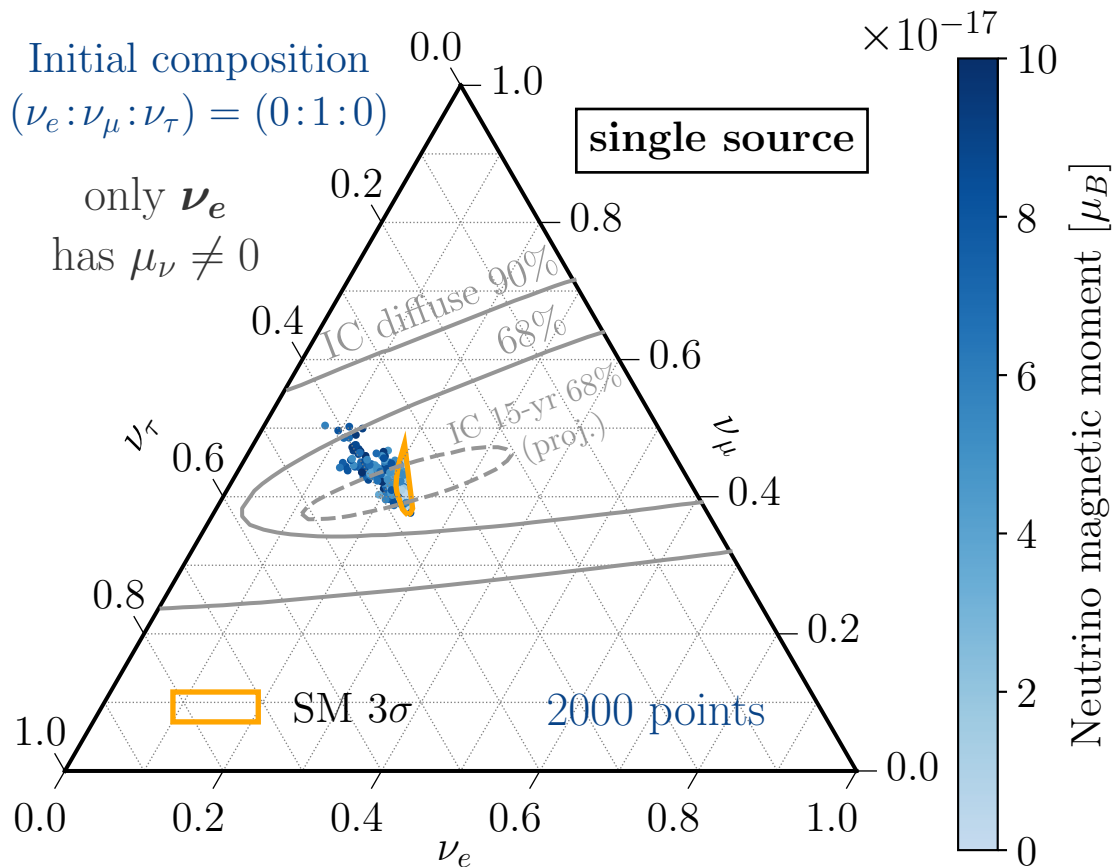 Initial composition
(νe : νμ : ντ) = (0 : 1 : 0)
only νe
has μν ≠ 0
single source
×10−17
0.0
0.2
0.4
0.6
0.8
1.0
ντ
1.0
0.8
0.6
0.4
0.2
0.0
νμ
IC diffuse 90%
68%
IC 15-yr 68%
(proj.)
SM 3σ
2000 points
0.0
0.2
0.4
0.6
0.8
1.0
νe
10
8
6
4
2
0
Neutrino magnetic moment [μB]